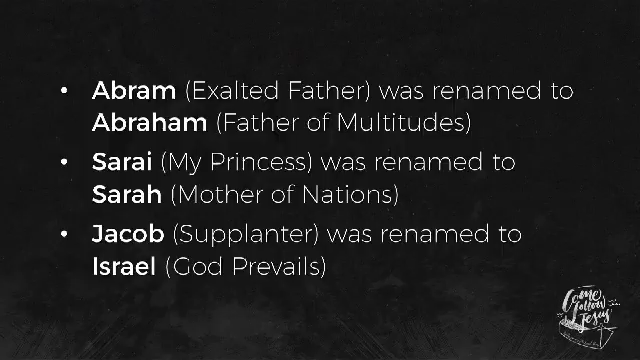 • Abram (Exalted Father) was renamed to
Abraham (Father of Multitudes)
• Sarai (My Princess) was renamed to
Sarah (Mother of Nations)
• Jacob (Supplanter) was renamed to
Israel (God Prevails)
Come
follow
Jesus